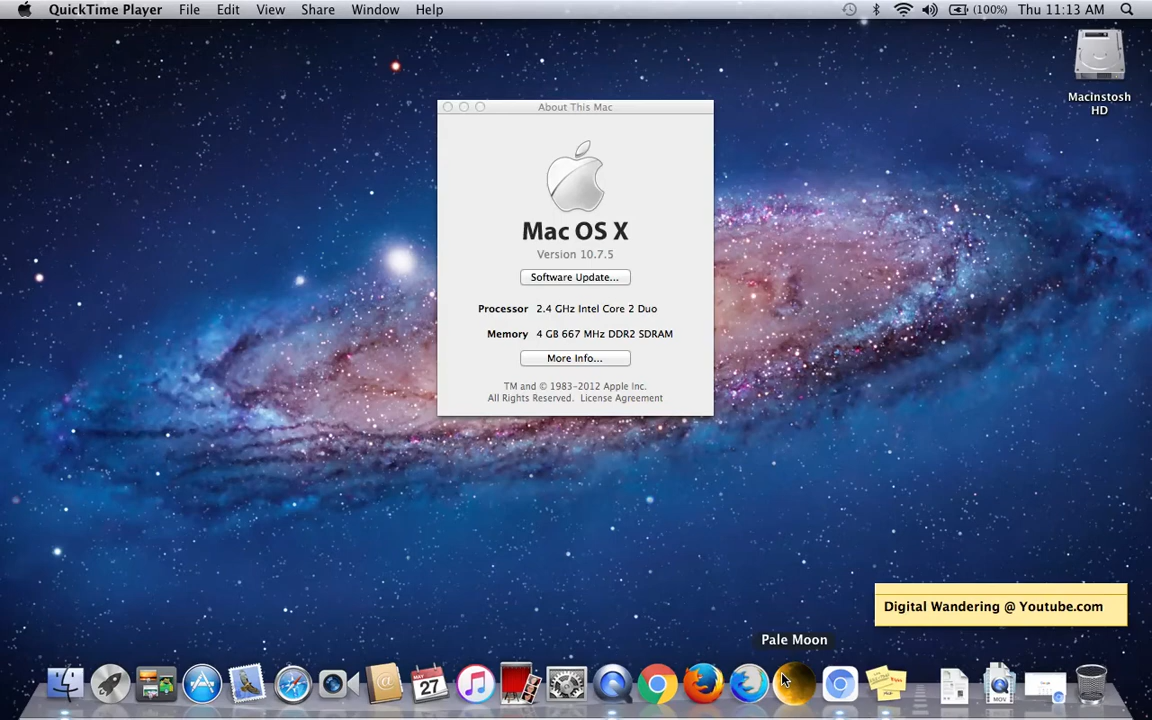 QuickTime Player File Edit View Share Window Help (100%) Thu 11:13 AM
Macintosh
HD
About This Mac
Mac OS X
Version 10.7.5
Software Update...
Processor 2.4 GHz Intel Core 2 Duo
Memory 4 GB 667 MHz DDR2 SDRAM
More Info...
TM and © 1983-2012 Apple Inc.
All Rights Reserved. License Agreement
Digital Wandering @ Youtube.com
Pale Moon
MAY
27
MOV